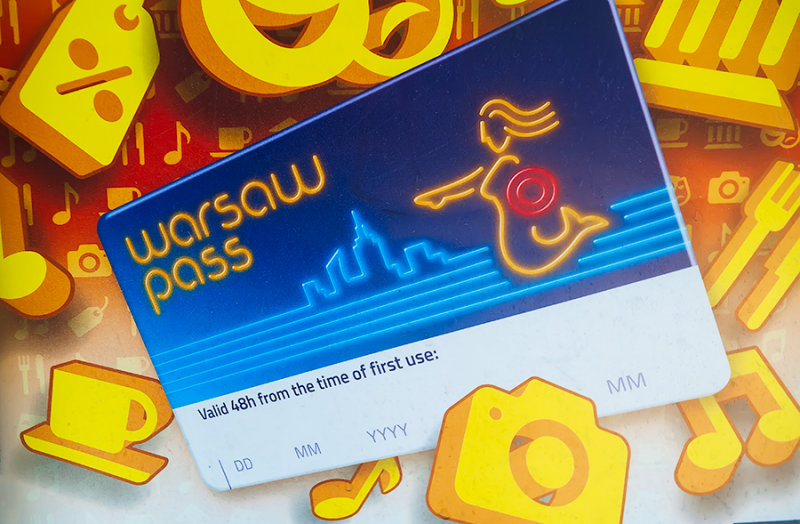 warsaw
pass
Valid 48h from the time of first use:
DD MM YYYY MM